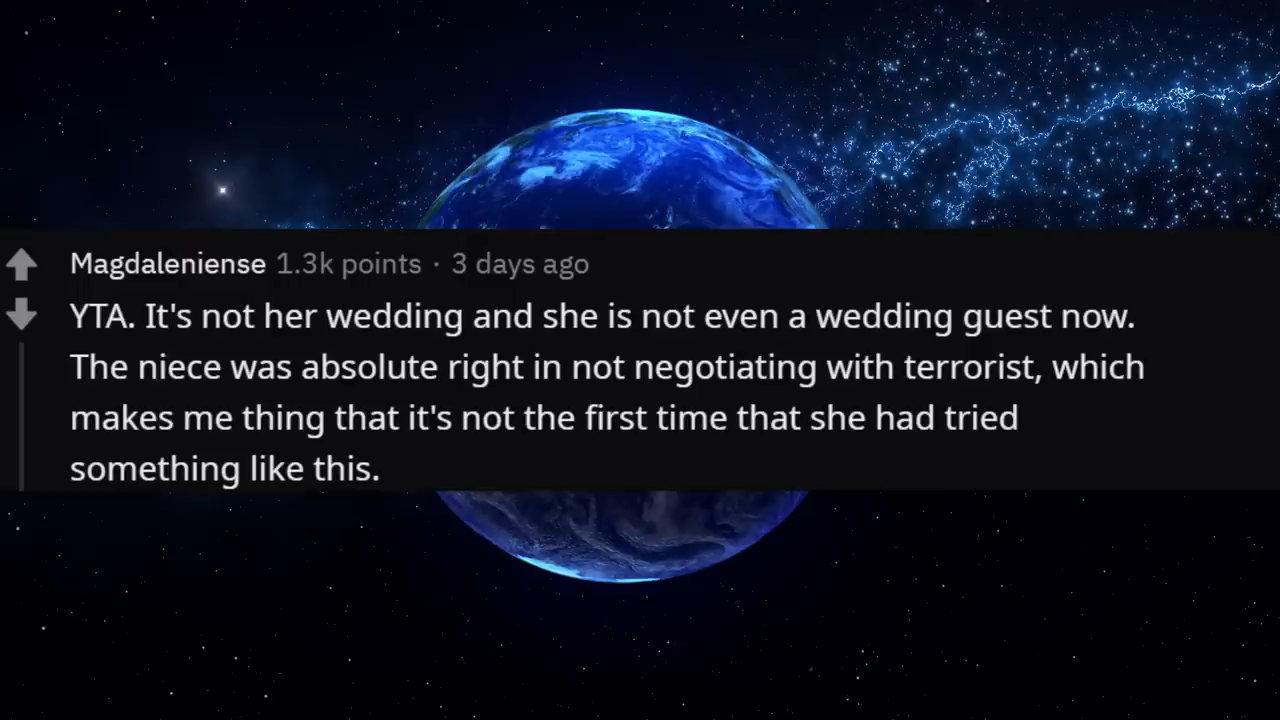 Magdaleniense 1.3k points · 3 days ago
YTA. It's not her wedding and she is not even a wedding guest now.
The niece was absolute right in not negotiating with terrorist, which
makes me thing that it's not the first time that she had tried
something like this.